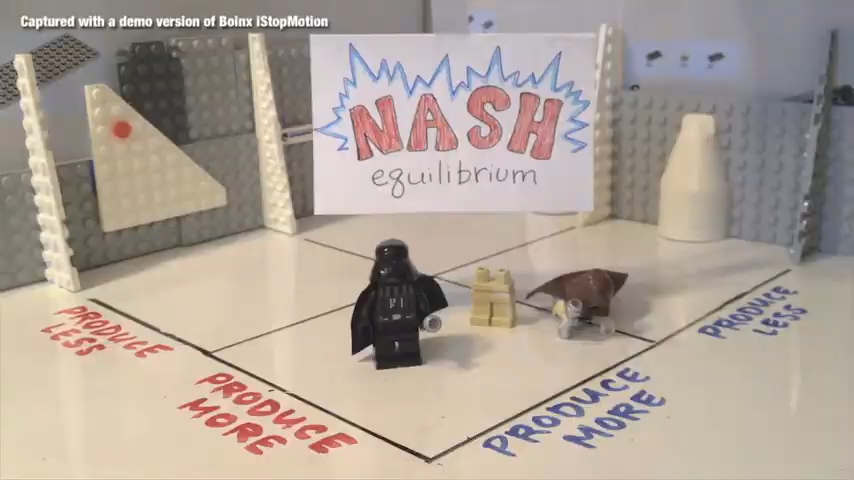 Captured with a demo version of Boinx iStopMotion
NASH
equilibrium
PRODUCE
LESS
PRODUCE
MORE
PRODUCE
MORE
PRODUCE
LESS